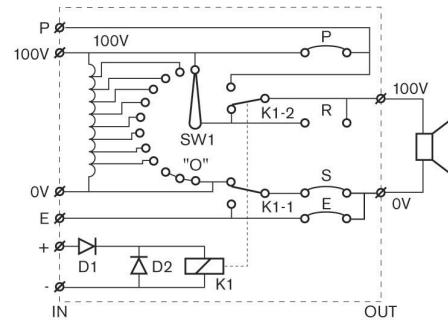 P
100V
100V
P
100V
K1-2
R
SW1
"O"
0V
S
K1-1
E
E
0V
+
D1
D2
K1
-
IN
OUT